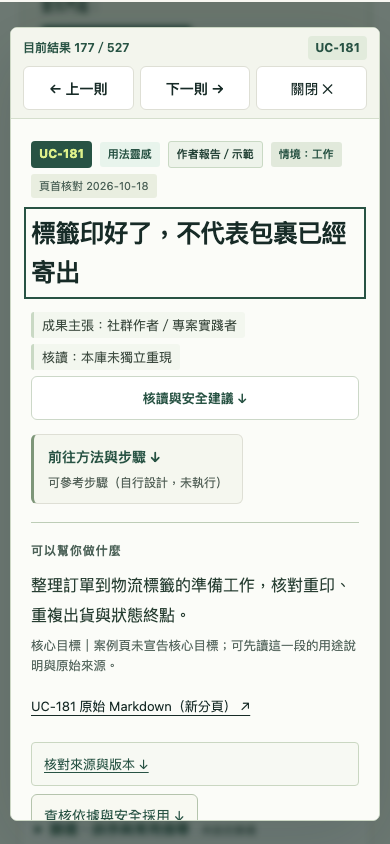 目前結果 177 / 527
UC-181
← 上一則
下一則 →
關閉 ×
UC-181
用法靈感
作者報告 / 示範
情境：工作
頁首核對 2026-10-18
標籤印好了，不代表包裹已經
寄出
成果主張：社群作者 / 專案實踐者
核讀：本庫未獨立重現
核讀與安全建議 ↓
前往方法與步驟 ↓
可參考步驟（自行設計，未執行）
可以幫你做什麼
整理訂單到物流標籤的準備工作，核對重印、
重複出貨與狀態終點。
核心目標｜案例頁未宣告核心目標；可先讀這一段的用途說
明與原始來源。
UC-181 原始 Markdown（新分頁） ↗
核對來源與版本 ↓
查核依據與安全採用 ↓